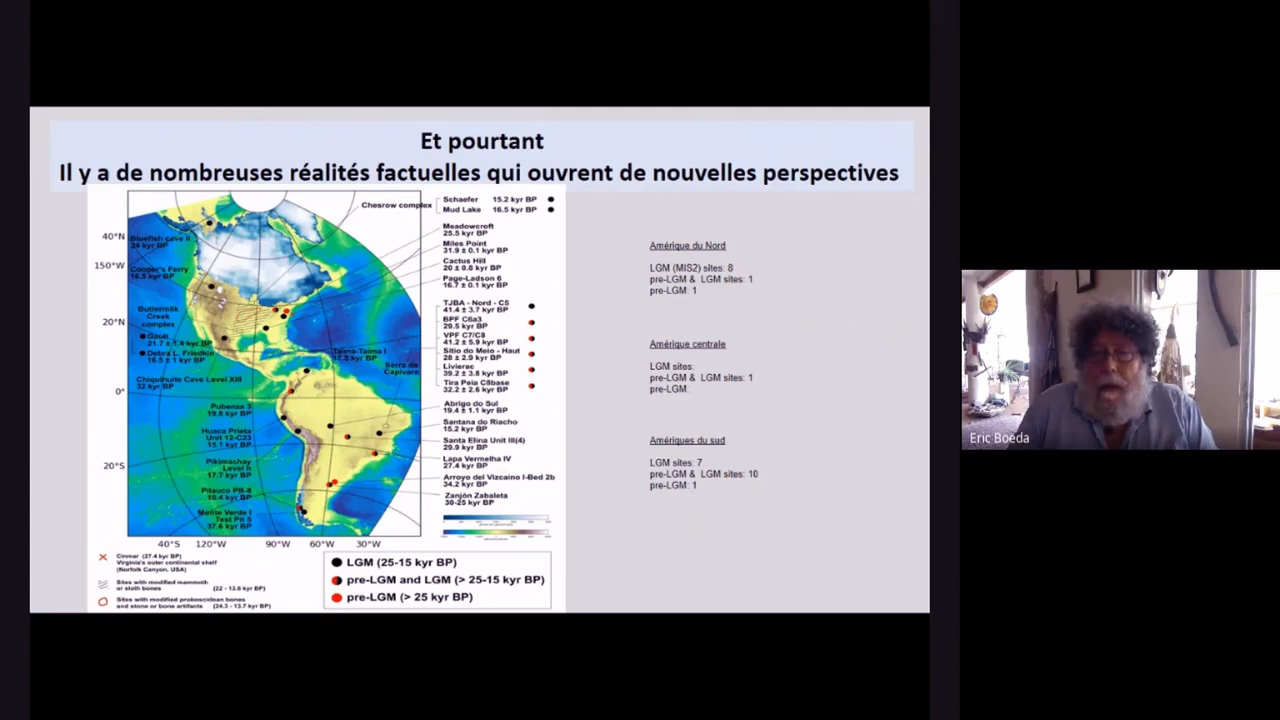 Et pourtant
Il y a de nombreuses réalités factuelles qui ouvrent de nouvelles perspectives
Chesrow complex
Schaefer 15.2 kyr BP
Mud Lake 16.5 kyr BP
Meadowcroft
25.5 kyr BP
Miles Point
31.9 ± 0.1 kyr BP
Cactus Hill
20 ± 0.8 kyr BP
Page-Ladson 6
16.7 ± 0.1 kyr BP
TJBA - Nord - C5
41.4 ± 3.7 kyr BP
BPF C6a3
29.5 kyr BP
VPF C7/C8
41.2 ± 5.9 kyr BP
Sitio do Meio - Haut
28 ± 2.9 kyr BP
Livierac
39.2 ± 3.8 kyr BP
Tira Peia C8base
32.2 ± 2.6 kyr BP
Serra da
Capivara
Abrigo do Sul
19.4 ± 1.1 kyr BP
Santana do Riacho
15.2 kyr BP
Santa Elina Unit III(4)
29.9 kyr BP
Lapa Vermelha IV
27.4 kyr BP
Arroyo del Vizcaino I-Bed 2b
34.2 kyr BP
Zanjón Zabaleta
30-25 kyr BP
40°N
150°W
20°N
0°
20°S
Bluefish cave II
24 kyr BP
Cooper's Ferry
16.5 kyr BP
Buttermilk
Creek
complex
Gault
21.7 ± 1.4 kyr BP
Debra L. Friedkin
16.5 ± 1 kyr BP
Taima-Taima I
17.8 kyr BP
Chiquihuite Cave Level XIII
32 kyr BP
Pubenza 3
19.8 kyr BP
Huaca Prieta
Unit 12-C23
15.1 kyr BP
Pikimachay
Level h
17.7 kyr BP
Pilauco PB-8
16.4 kyr BP
Monte Verde I
Test Pit 5
37.6 kyr BP
40°S 120°W 90°W 60°W 30°W
Cinmar (27.4 kyr BP)
Virginia's outer continental shelf
(Norfolk Canyon, USA)
Sites with modified mammoth
or sloth bones (22 - 13.8 kyr BP)
Sites with modified proboscidean bones
and stone or bone artifacts (24.3 - 13.7 kyr BP)
LGM (25-15 kyr BP)
pre-LGM and LGM (> 25-15 kyr BP)
pre-LGM (> 25 kyr BP)
Amérique du Nord
LGM (MIS2) sites: 8
pre-LGM & LGM sites: 1
pre-LGM: 1
Amérique centrale
LGM sites:
pre-LGM & LGM sites: 1
pre-LGM:
Amériques du sud
LGM sites: 7
pre-LGM & LGM sites: 10
pre-LGM: 1
Eric Boeda